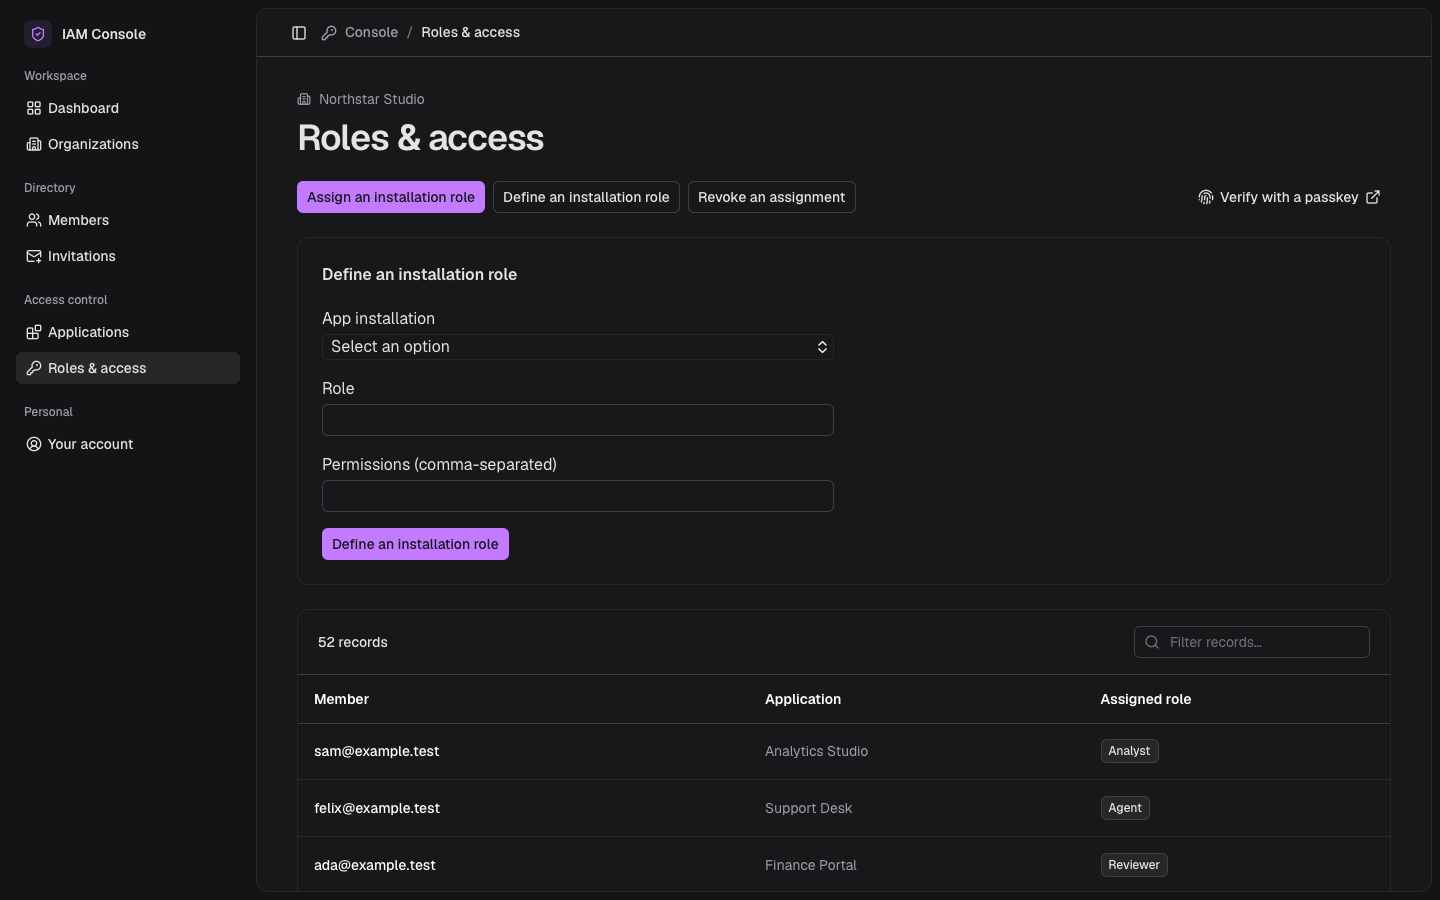 IAM Console
Workspace
Dashboard
Organizations
Directory
Members
Invitations
Access control
Applications
Roles & access
Personal
Your account
Console / Roles & access
Northstar Studio
Roles & access
Assign an installation role
Define an installation role
Revoke an assignment
Verify with a passkey
Define an installation role
App installation
Select an option
Role
Permissions (comma-separated)
Define an installation role
52 records
Filter records...
Member Application Assigned role
sam@example.test Analytics Studio Analyst
felix@example.test Support Desk Agent
ada@example.test Finance Portal Reviewer